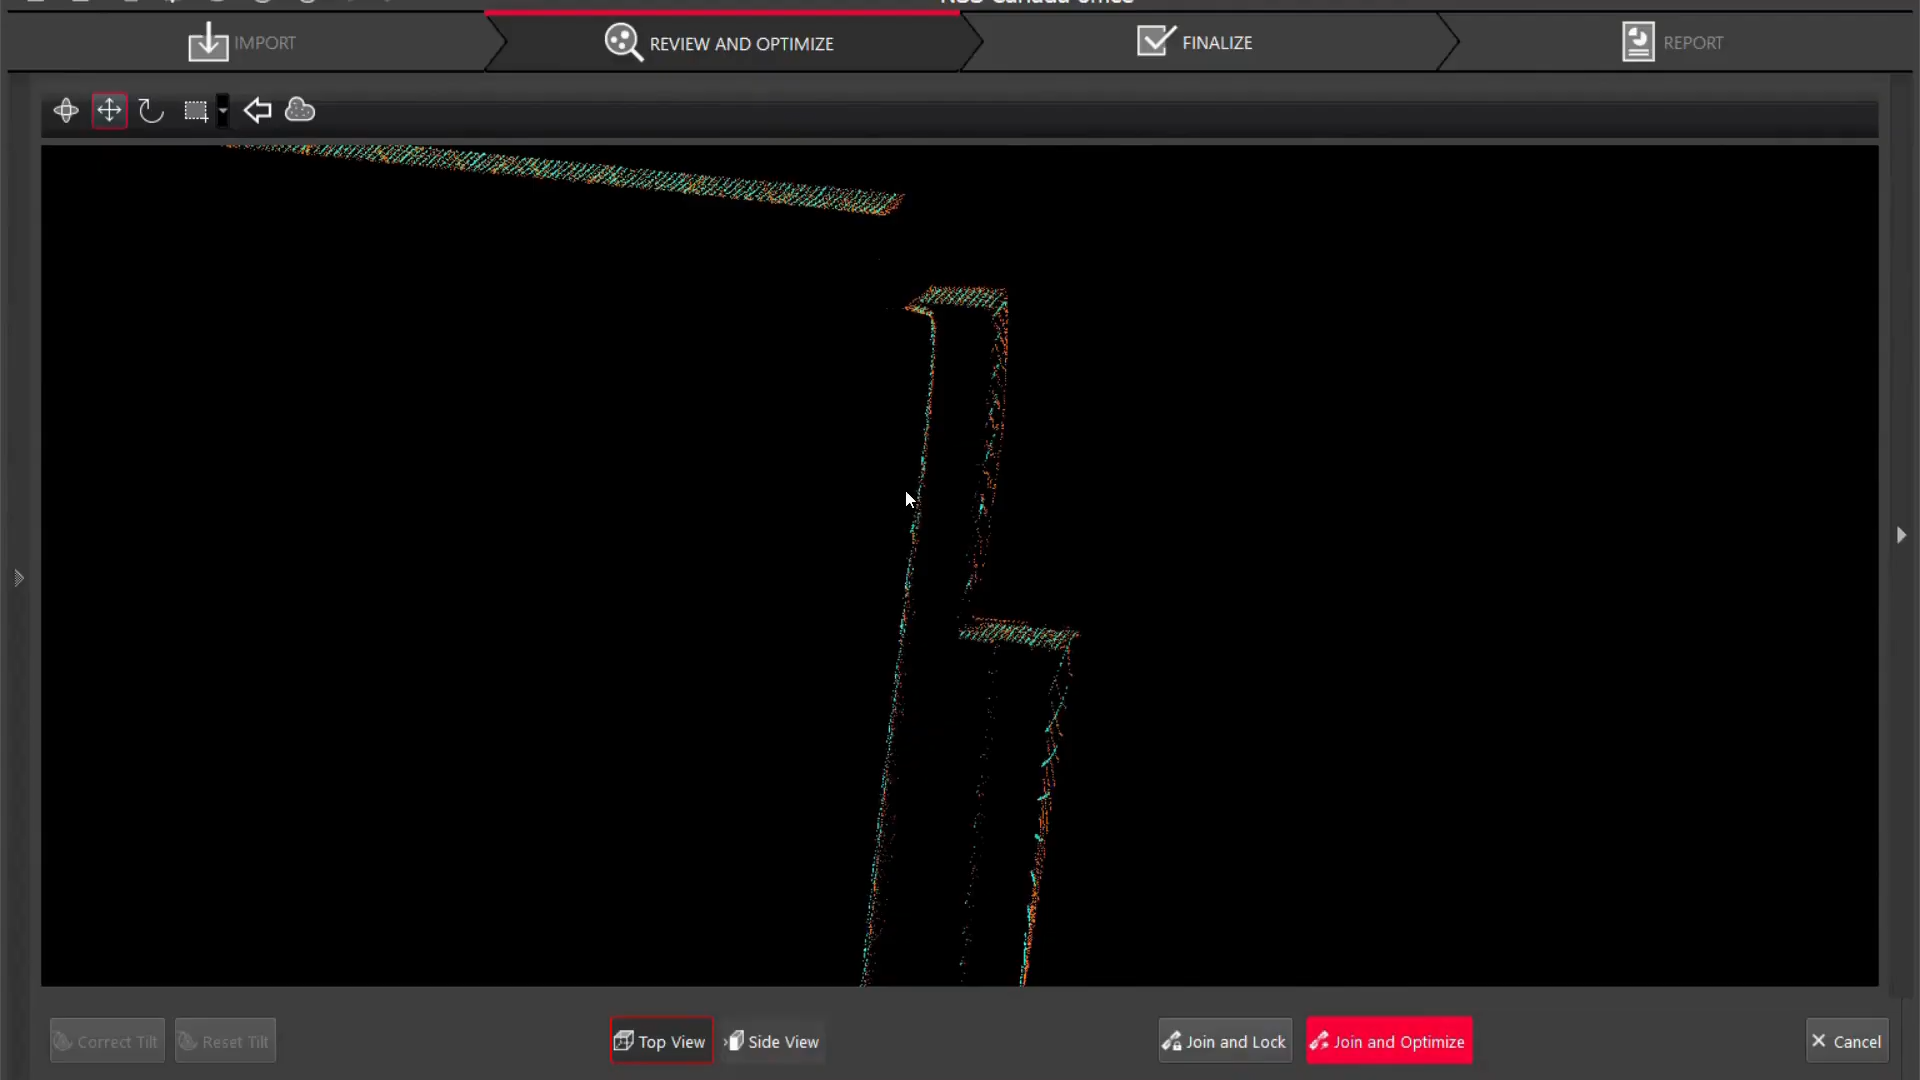 IMPORT
REVIEW AND OPTIMIZE
FINALIZE
REPORT
Correct Tilt
Reset Tilt
Top View
Side View
Join and Lock
Join and Optimize
Cancel